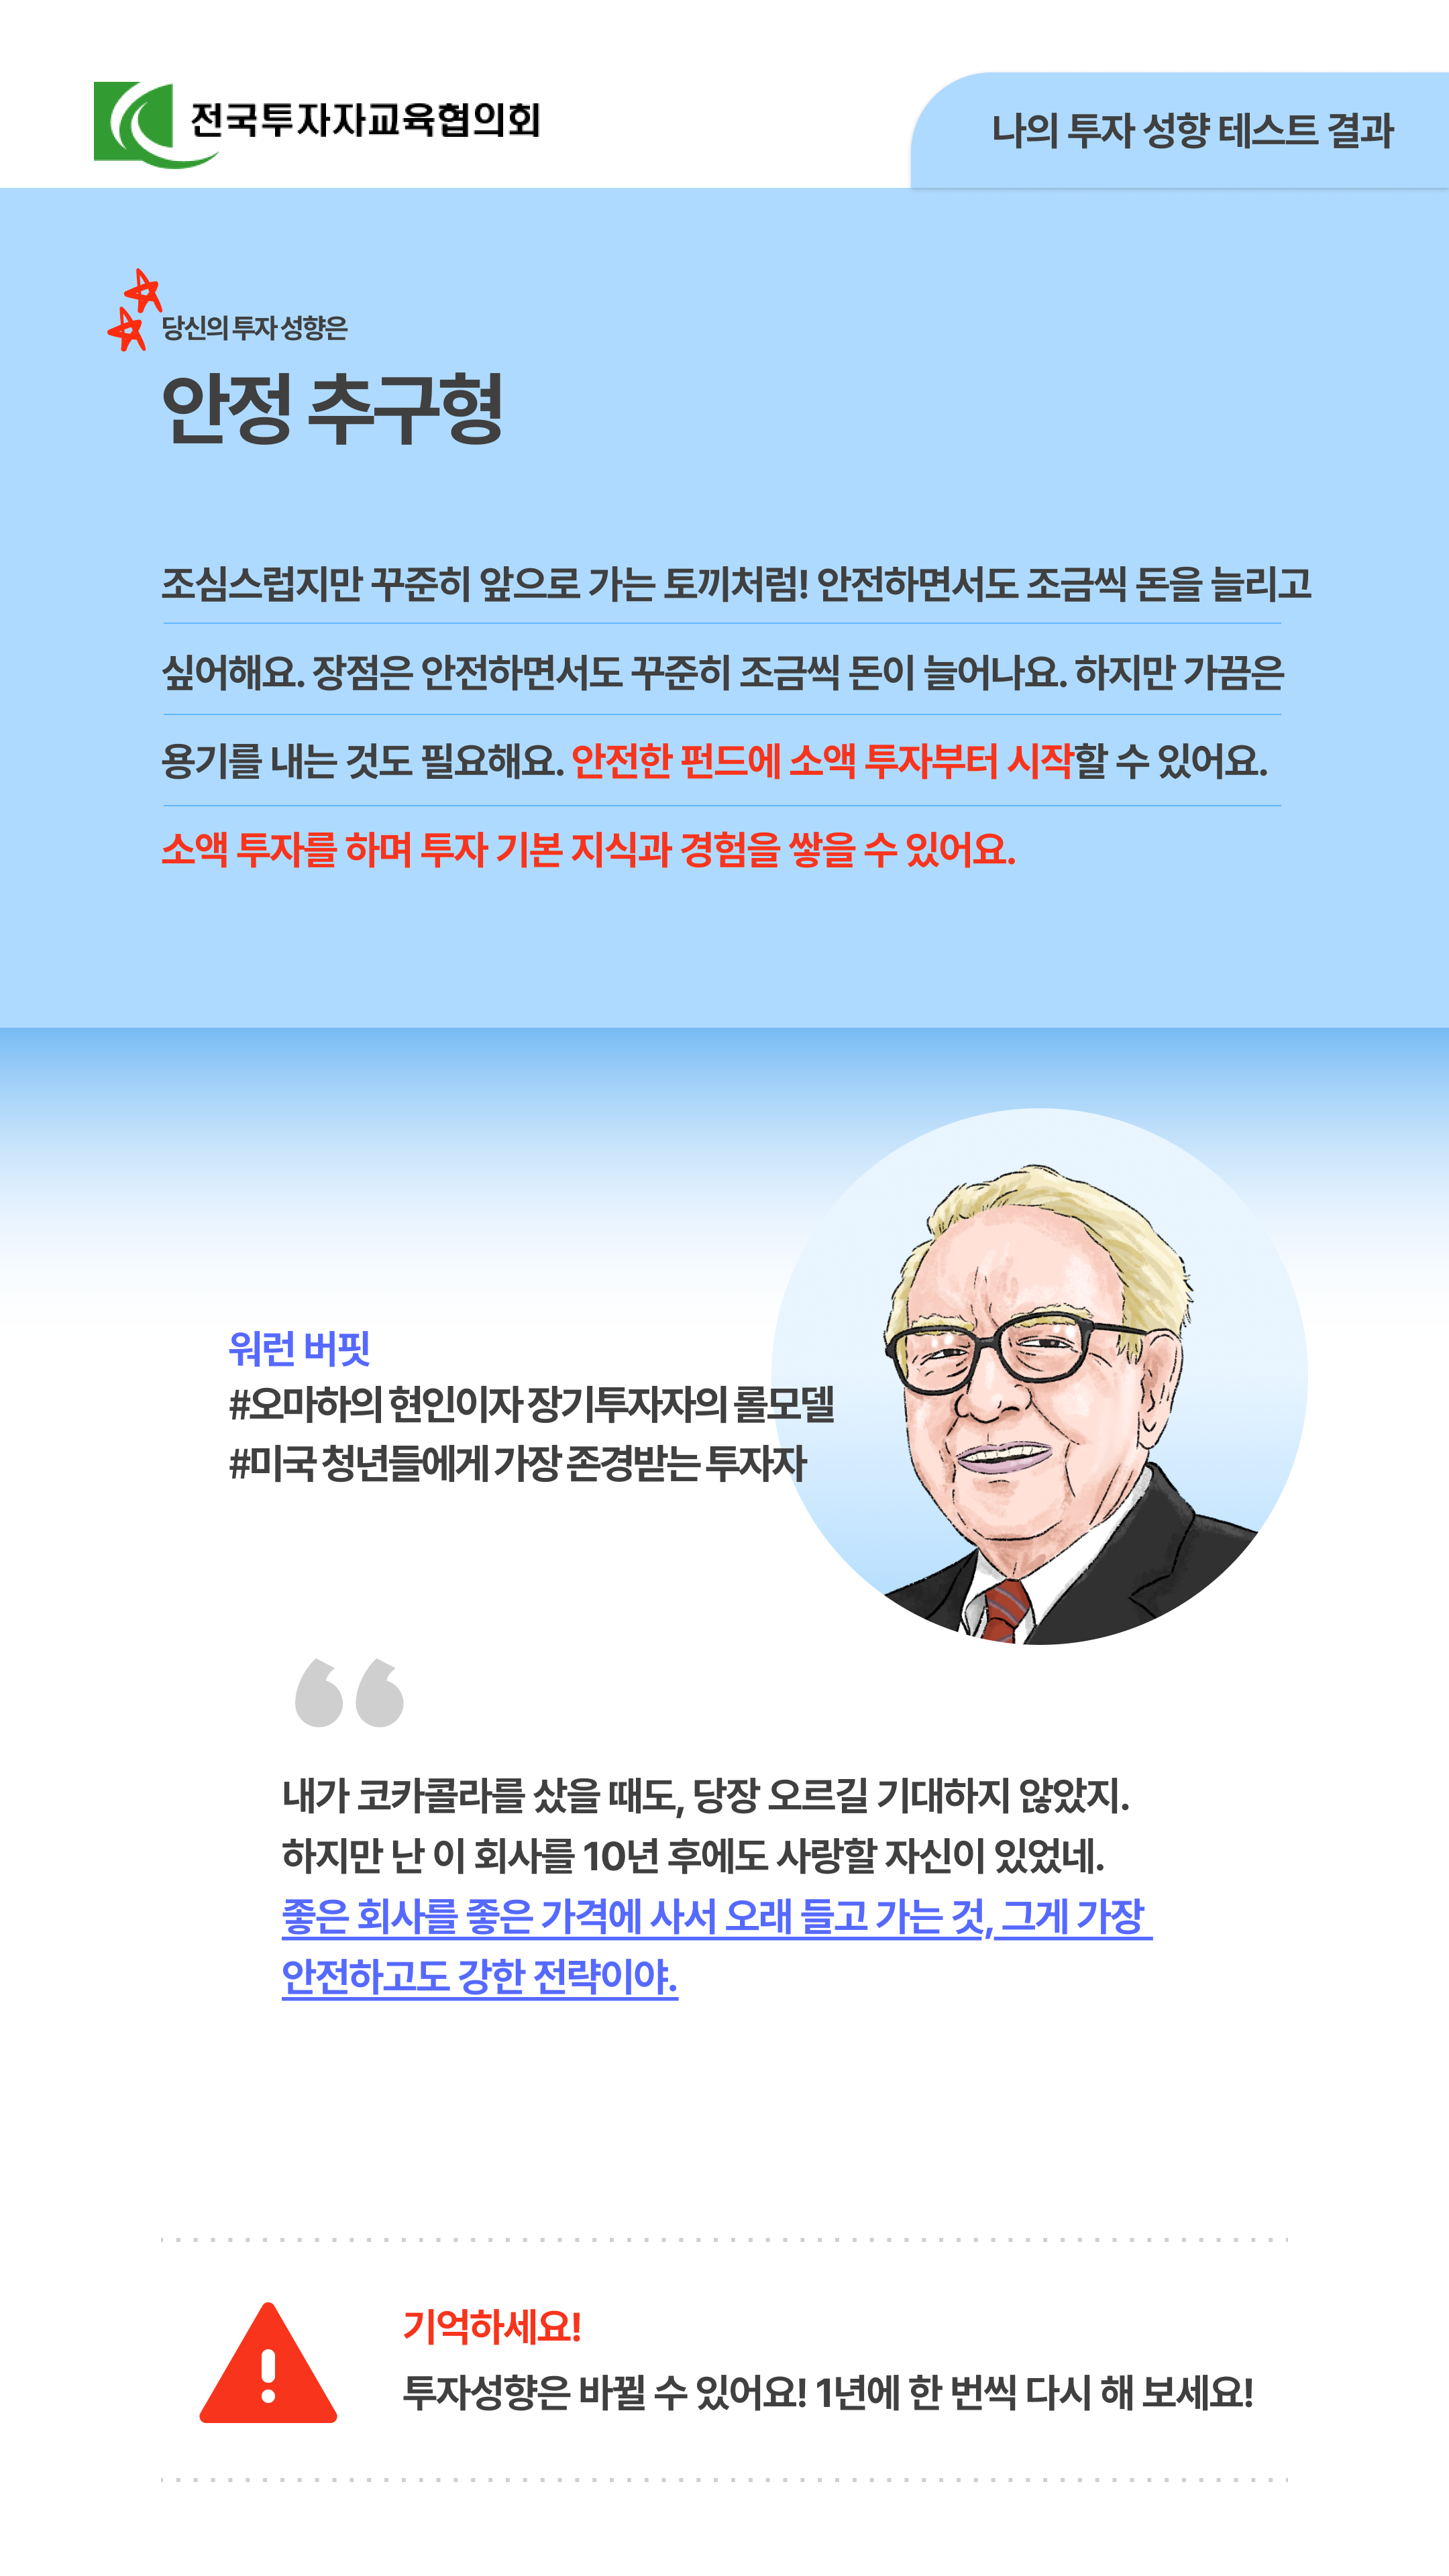 전국투자자교육협의회
나의 투자 성향 테스트 결과
당신의 투자 성향은
안정 추구형
조심스럽지만 꾸준히 앞으로 가는 토끼처럼! 안전하면서도 조금씩 돈을 늘리고
싶어해요. 장점은 안전하면서도 꾸준히 조금씩 돈이 늘어나요. 하지만 가끔은
용기를 내는 것도 필요해요. 안전한 펀드에 소액 투자부터 시작할 수 있어요.
소액 투자를 하며 투자 기본 지식과 경험을 쌓을 수 있어요.
워런 버핏
#오마하의 현인이자 장기투자자의 롤모델
#미국 청년들에게 가장 존경받는 투자자
“
내가 코카콜라를 샀을 때도, 당장 오르길 기대하지 않았지.
하지만 난 이 회사를 10년 후에도 사랑할 자신이 있었네.
좋은 회사를 좋은 가격에 사서 오래 들고 가는 것, 그게 가장
안전하고도 강한 전략이야.
기억하세요!
투자성향은 바뀔 수 있어요! 1년에 한 번씩 다시 해 보세요!